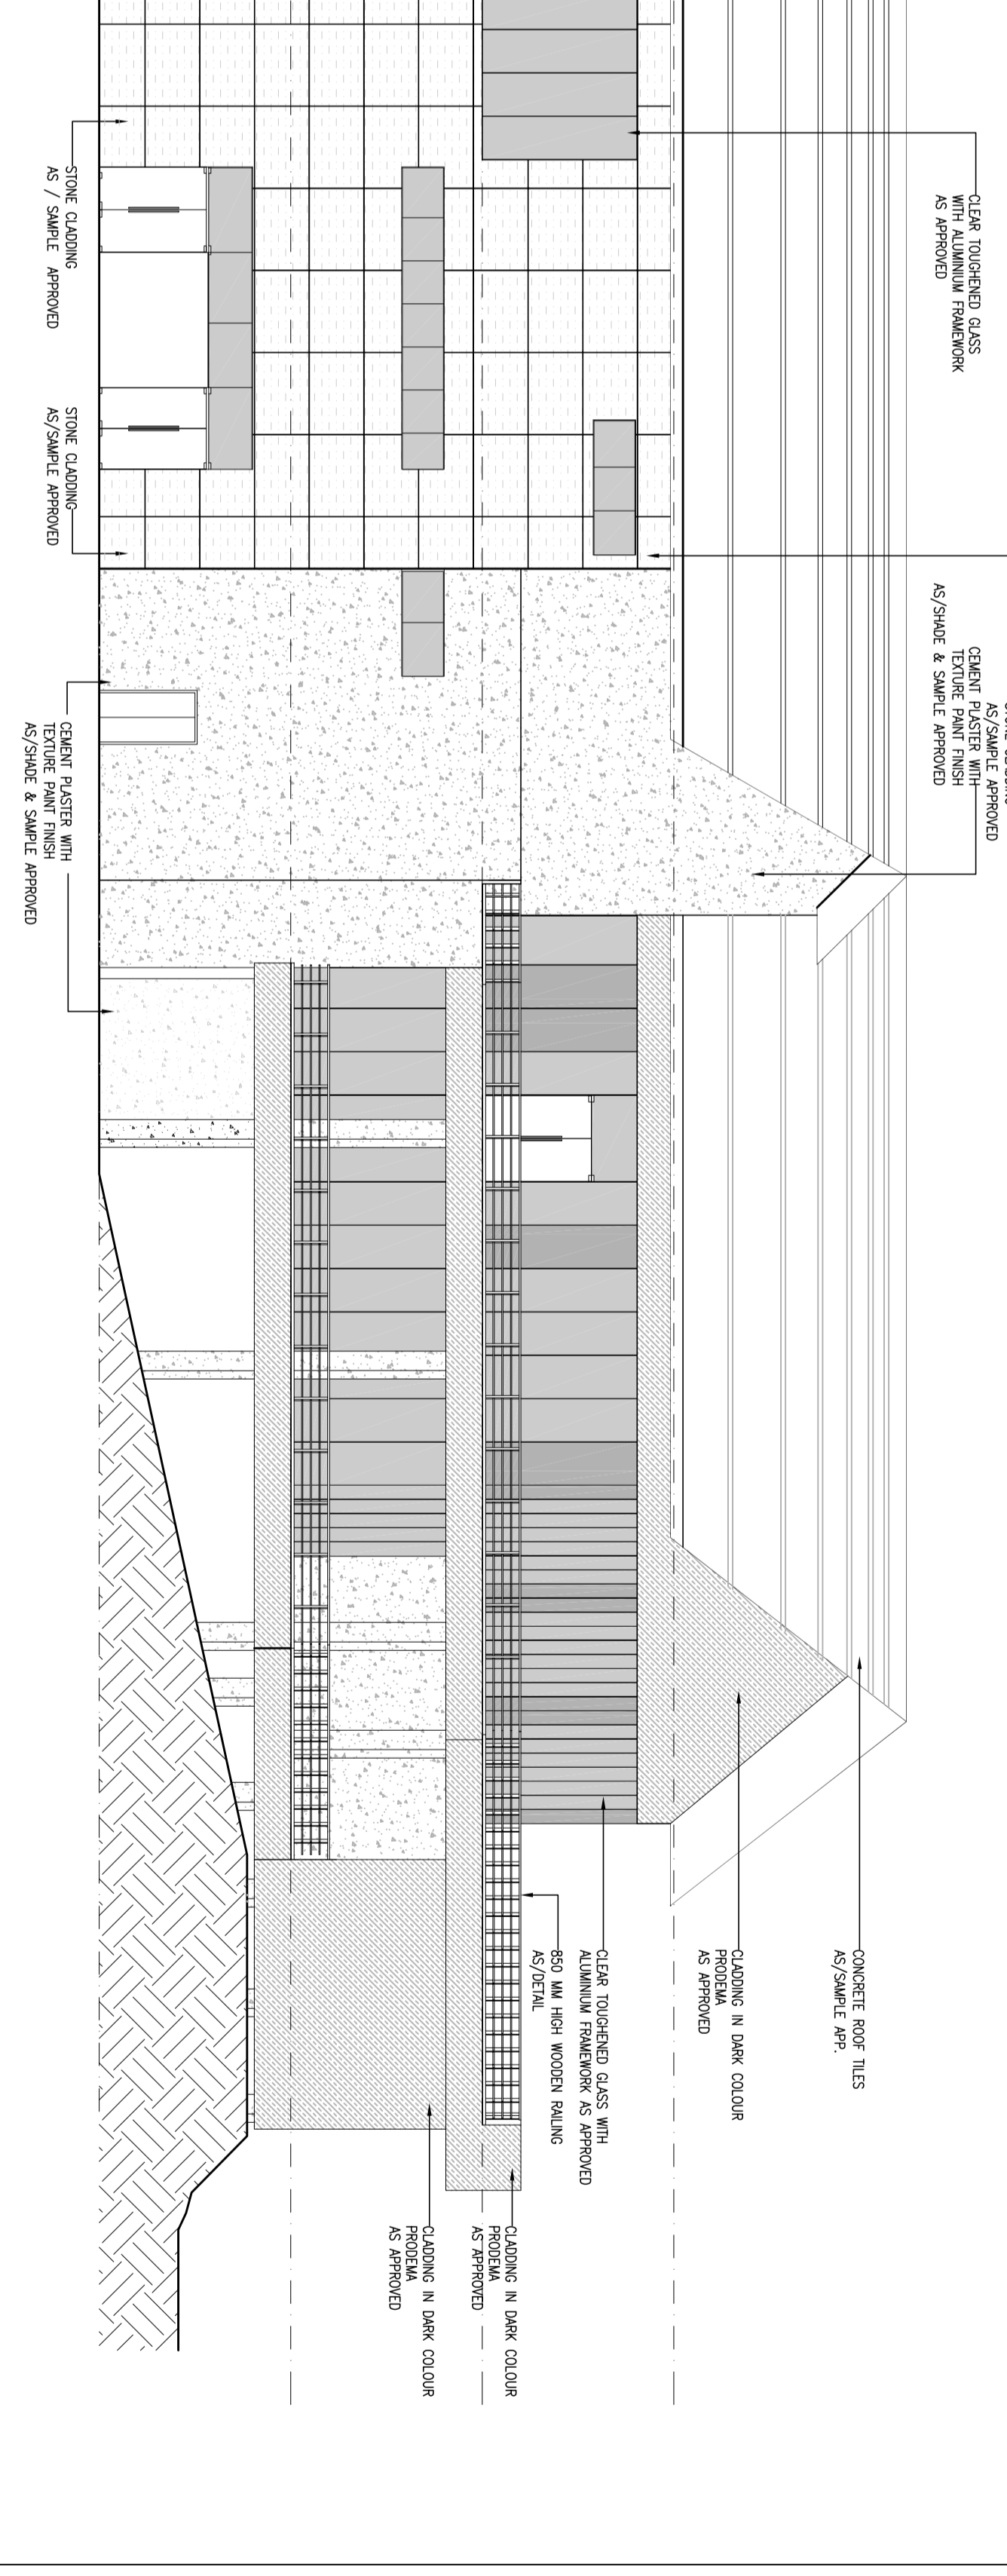 CLEAR TOUGHENED GLASS
WITH ALUMINIUM FRAMEWORK
AS APPROVED
AS/SAMPLE APPROVED
CEMENT PLASTER WITH
TEXTURE PAINT FINISH
AS/SHADE & SAMPLE APPROVED
CONCRETE ROOF TILES
AS/SAMPLE APP.
CLADDING IN DARK COLOUR
PRODEMA
AS APPROVED
CLEAR TOUGHENED GLASS WITH
ALUMINIUM FRAMEWORK AS APPROVED
850 MM HIGH WOODEN RAILING
AS/DETAIL
CLADDING IN DARK COLOUR
PRODEMA
AS APPROVED
CLADDING IN DARK COLOUR
PRODEMA
AS APPROVED
STONE CLADDING
AS / SAMPLE APPROVED
STONE CLADDING
AS/SAMPLE APPROVED
CEMENT PLASTER WITH
TEXTURE PAINT FINISH
AS/SHADE & SAMPLE APPROVED